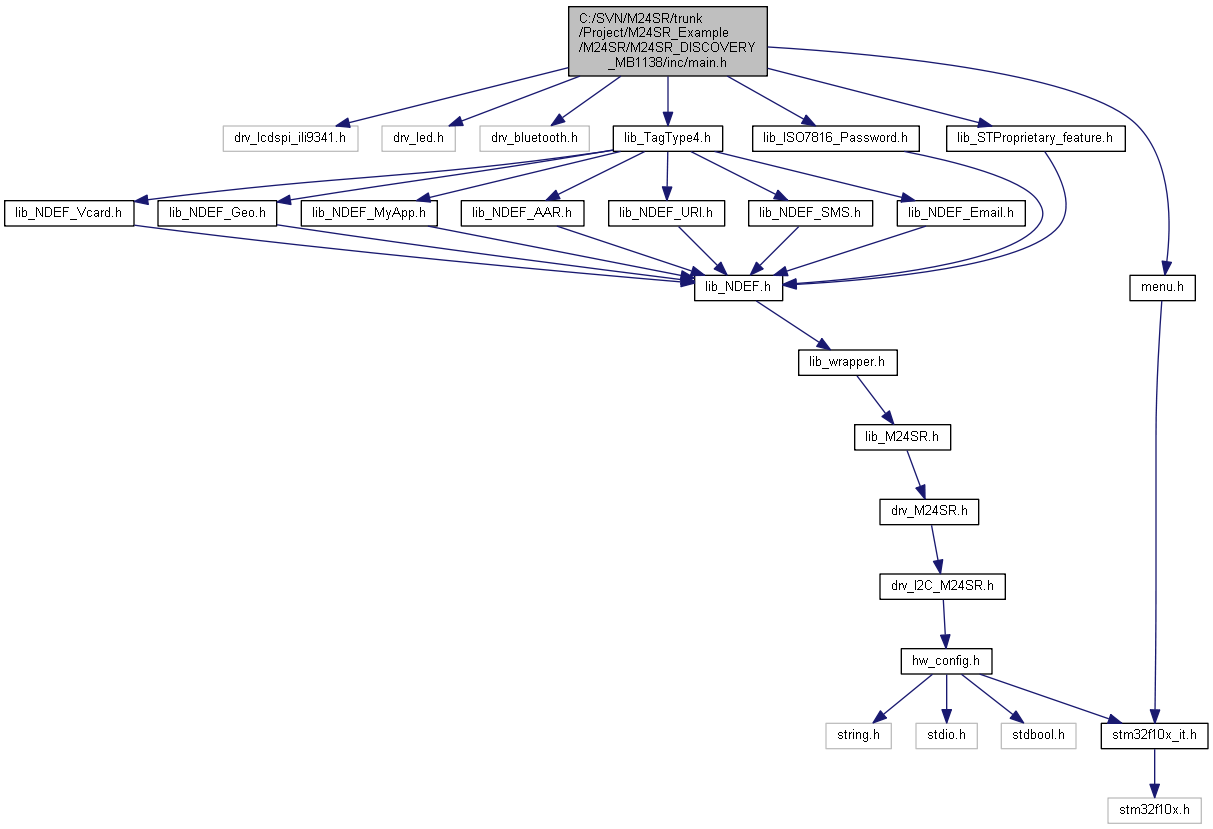 C:/SVN/M24SR/trunk
/Project/M24SR_Example
/M24SR/M24SR_DISCOVERY
_MB1138/inc/main.h
drv_lcdspi_ili9341.h
drv_led.h
drv_bluetooth.h
lib_TagType4.h
lib_ISO7816_Password.h
lib_STProprietary_feature.h
lib_NDEF_Vcard.h
lib_NDEF_Geo.h
lib_NDEF_MyApp.h
lib_NDEF_AAR.h
lib_NDEF_URI.h
lib_NDEF_SMS.h
lib_NDEF_Email.h
lib_NDEF.h
menu.h
lib_wrapper.h
lib_M24SR.h
drv_M24SR.h
drv_I2C_M24SR.h
hw_config.h
string.h
stdio.h
stdbool.h
stm32f10x_it.h
stm32f10x.h